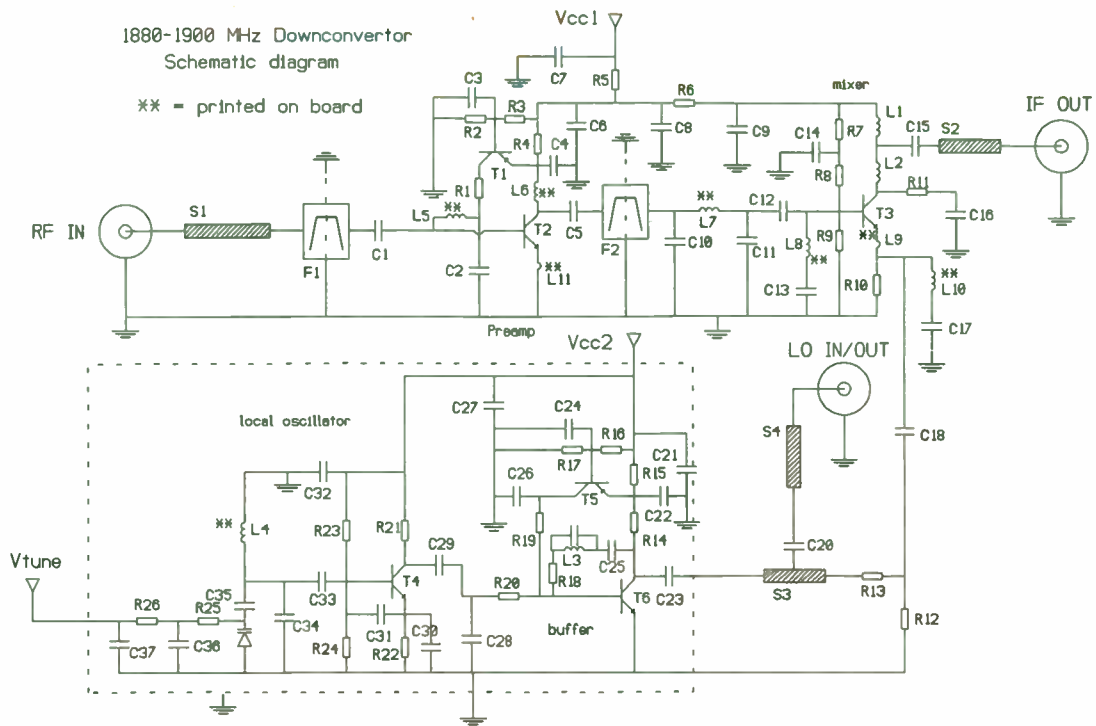 1880-1900 MHz Downconvertor
Schematic diagram
** = printed on board
Vcc1
C7
R5
C3
R2
R3
R4
C6
C4
T1
R1
L6 **
R6
C8
C9
mixer
C14
R7
R8
L1
C15
S2
IF OUT
L2
R11
C16
RF IN
S1
F1
C1
L5 **
C2
T2
** L11
C5
F2
C10
** L7
C11
C12
L8 **
C13
R9
T3
** L9
R10
** L10
C17
Preamp
Vcc2
LO IN/OUT
local oscillator
C27
C24
R16
R17
C26
T5
R15
C21
C22
R14
S4
C18
C32
** L4
R23
R21
C29
R19
L3
C25
R18
C20
Vtune
C35
C33
T4
R20
T6
C23
S3
R13
R12
R26
R25
C34
C31
C30
C28
buffer
C37
C36
R24
R22